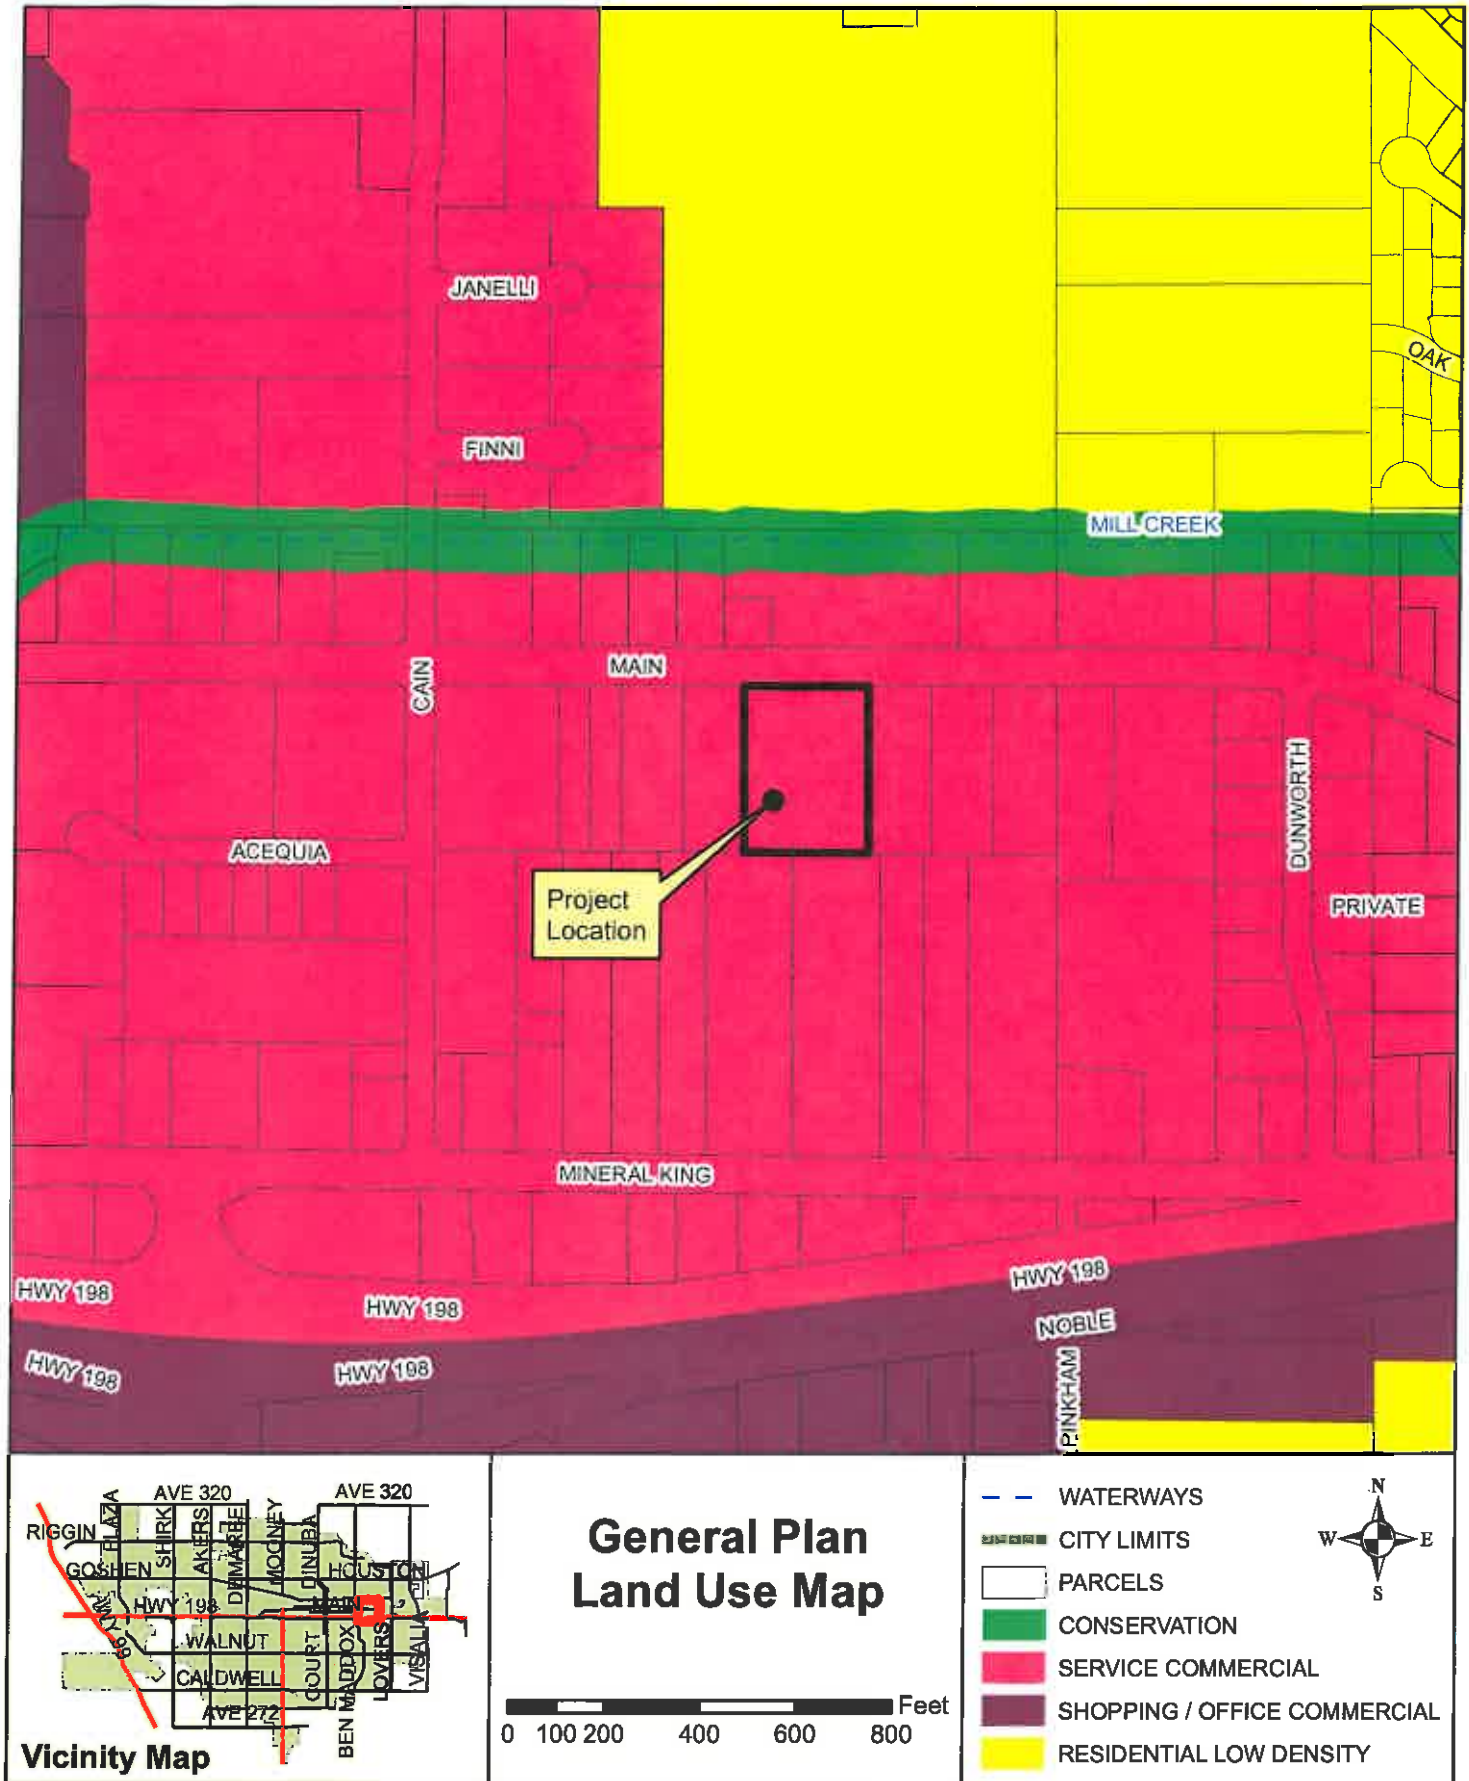 JANELLI
OAK
FINNI
MILL CREEK
MAIN
CAIN
DUNWORTH
ACEQUIA
Project
Location
PRIVATE
MINERAL KING
HWY 198
HWY 198
HWY 198
NOBLE
HWY 198
HWY 198
PINKHAM
AVE 320
AVE 320
PLAZA
SHIRK
AKERS
DEMAREE
MOONEY
DINUBA
RIGGIN
GOSHEN
HOUSTON
HWY 198
MAIN
HWY 99
WALNUT
COURT
BEN MADDOX
LOVERS
VISALIA
CALDWELL
AVE 272
Vicinity Map
General Plan
Land Use Map
Feet
0 100 200 400 600 800
WATERWAYS
CITY LIMITS
PARCELS
CONSERVATION
SERVICE COMMERCIAL
SHOPPING / OFFICE COMMERCIAL
RESIDENTIAL LOW DENSITY
N
W
E
S